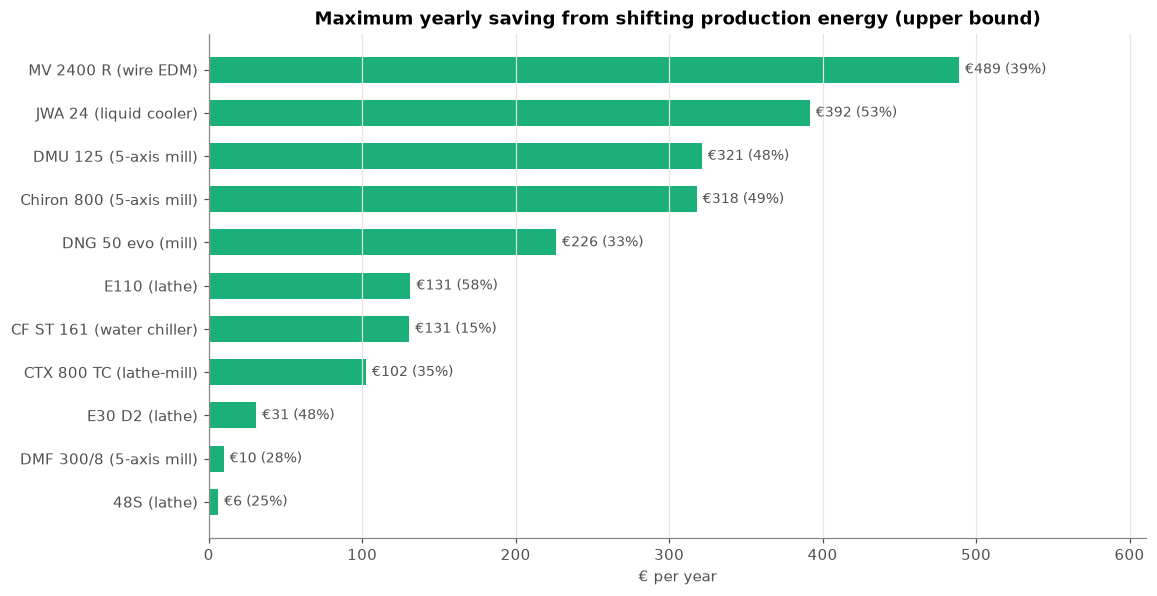 Maximum yearly saving from shifting production energy (upper bound)
MV 2400 R (wire EDM) €489 (39%)
JWA 24 (liquid cooler) €392 (53%)
DMU 125 (5-axis mill) €321 (48%)
Chiron 800 (5-axis mill) €318 (49%)
DNG 50 evo (mill) €226 (33%)
E110 (lathe) €131 (58%)
CF ST 161 (water chiller) €131 (15%)
CTX 800 TC (lathe-mill) €102 (35%)
E30 D2 (lathe) €31 (48%)
DMF 300/8 (5-axis mill) €10 (28%)
48S (lathe) €6 (25%)
0 100 200 300 400 500 600
€ per year